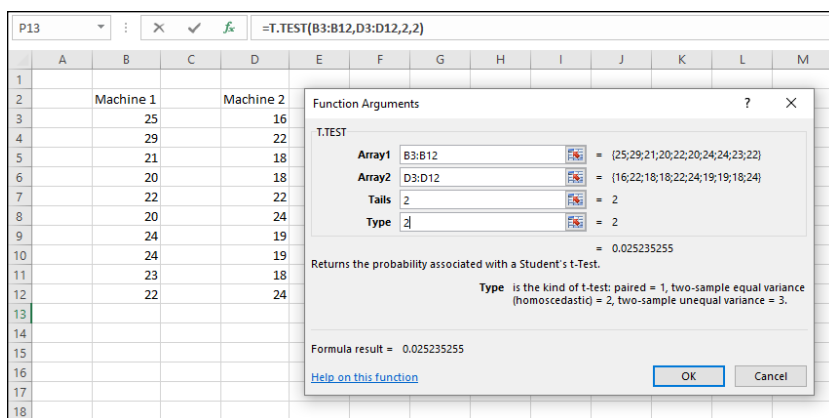 P13 =T.TEST(B3:B12,D3:D12,2,2)
A B C D E F G H I J K L M
1
2 Machine 1 Machine 2
3 25 16
4 29 22
5 21 18
6 20 18
7 22 22
8 20 24
9 24 19
10 24 19
11 23 18
12 22 24
13
14
15
16
17
18
Function Arguments ? ×
T.TEST
Array1 B3:B12 = {25;29;21;20;22;20;24;24;23;22}
Array2 D3:D12 = {16;22;18;18;22;24;19;19;18;24}
Tails 2 = 2
Type 2 = 2
= 0.025235255
Returns the probability associated with a Student's t-Test.
Type is the kind of t-test: paired = 1, two-sample equal variance
(homoscedastic) = 2, two-sample unequal variance = 3.
Formula result = 0.025235255
Help on this function OK Cancel